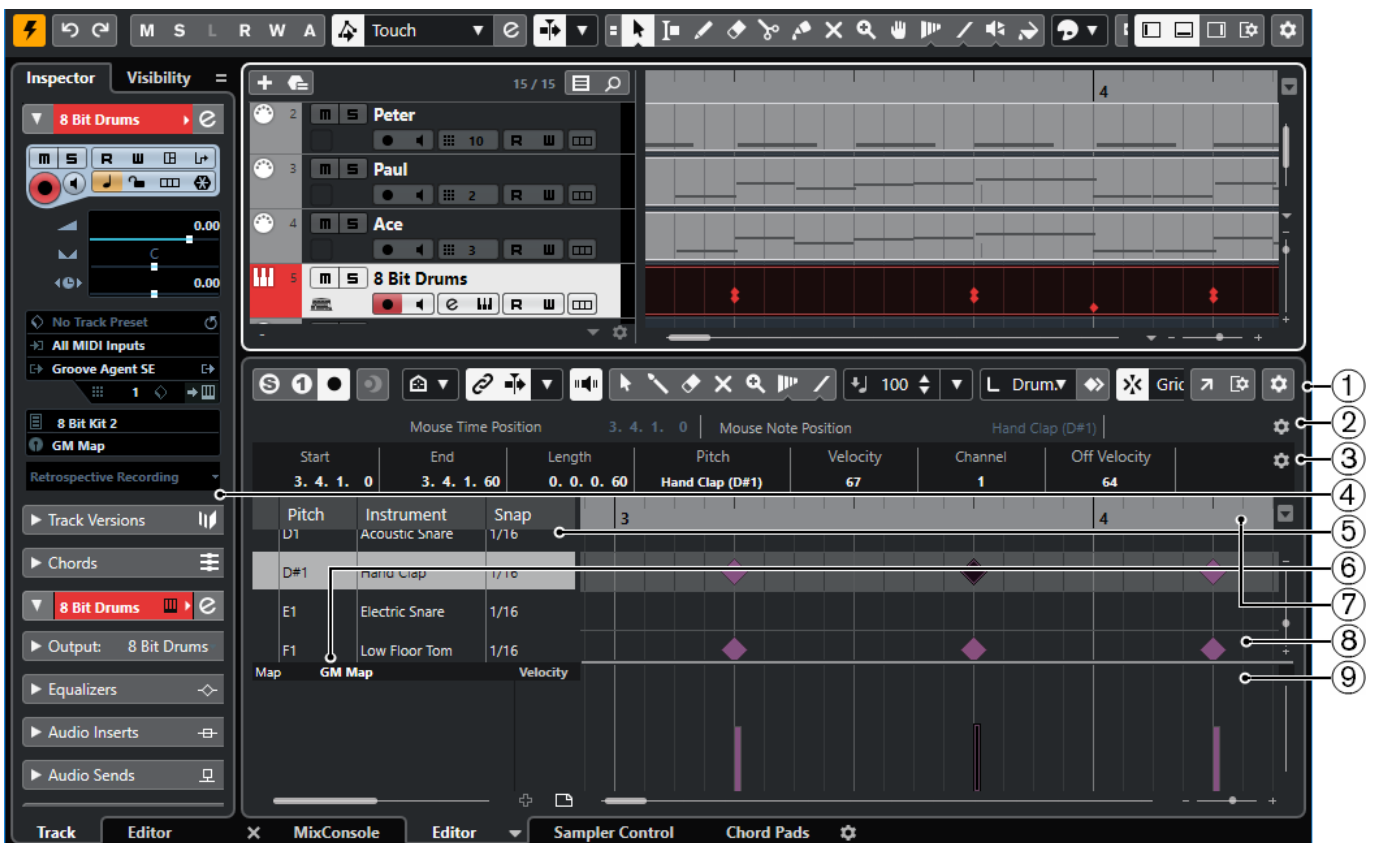 M S L R W A Touch
Inspector Visibility
15 / 15
4
8 Bit Drums
2 m S Peter
10 R W
m S R W
3 m S Paul
2 R W
0.00
4 m S Ace
C
3 R W
0.00
5 m S 8 Bit Drums
R W
No Track Preset
All MIDI Inputs
Groove Agent SE
1
8 Bit Kit 2
GM Map
Retrospective Recording
Track Versions
Chords
8 Bit Drums
Output: 8 Bit Drums
Equalizers
Audio Inserts
Audio Sends
Track Editor
S 1 100 L Drum. Gric 1
Mouse Time Position 3. 4. 1. 0 Mouse Note Position Hand Clap (D#1) 2
Start End Length Pitch Velocity Channel Off Velocity 3
3. 4. 1. 0 3. 4. 1. 60 0. 0. 0. 60 Hand Clap (D#1) 67 1 64
4
Pitch Instrument Snap 3 4
D1 Acoustic Snare 1/16 5
D#1 Hand Clap 1/16 6
7
E1 Electric Snare 1/16
F1 Low Floor Tom 1/16 8
Map GM Map Velocity 9
MixConsole Editor Sampler Control Chord Pads